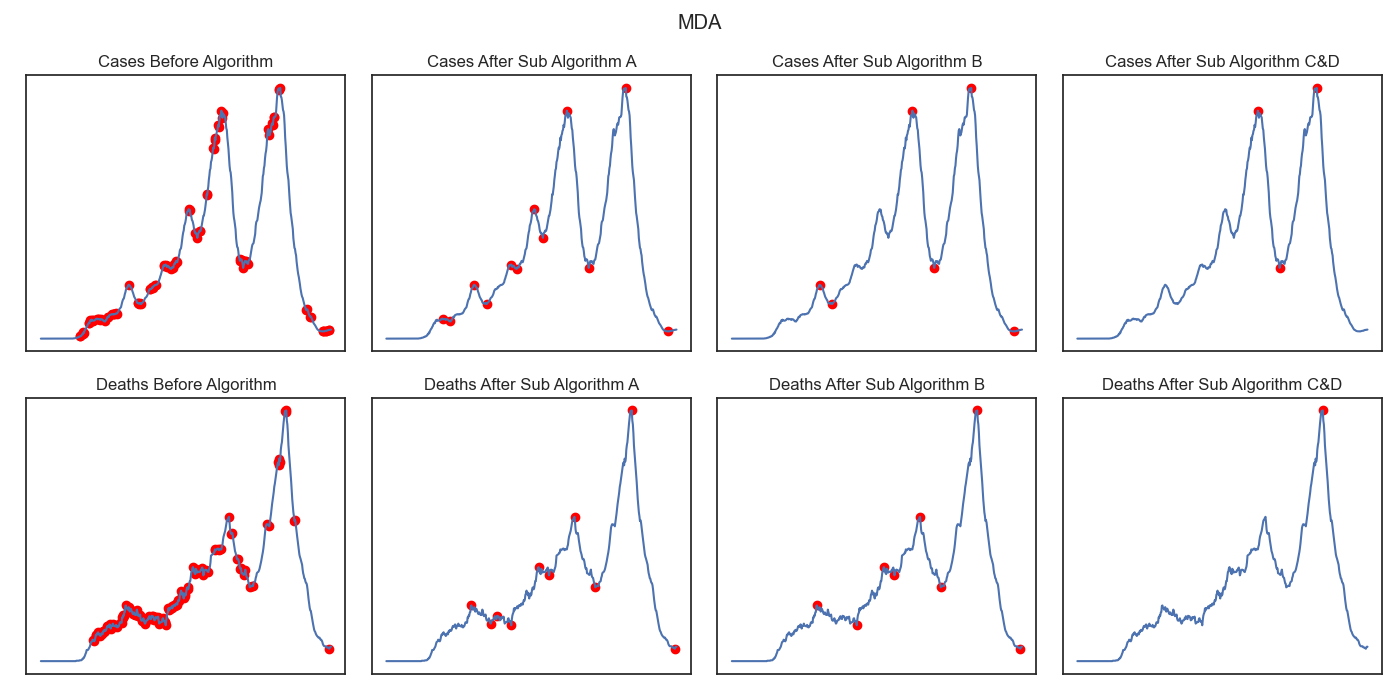 MDA
Cases Before Algorithm
Cases After Sub Algorithm A
Cases After Sub Algorithm B
Cases After Sub Algorithm C&D
Deaths Before Algorithm
Deaths After Sub Algorithm A
Deaths After Sub Algorithm B
Deaths After Sub Algorithm C&D